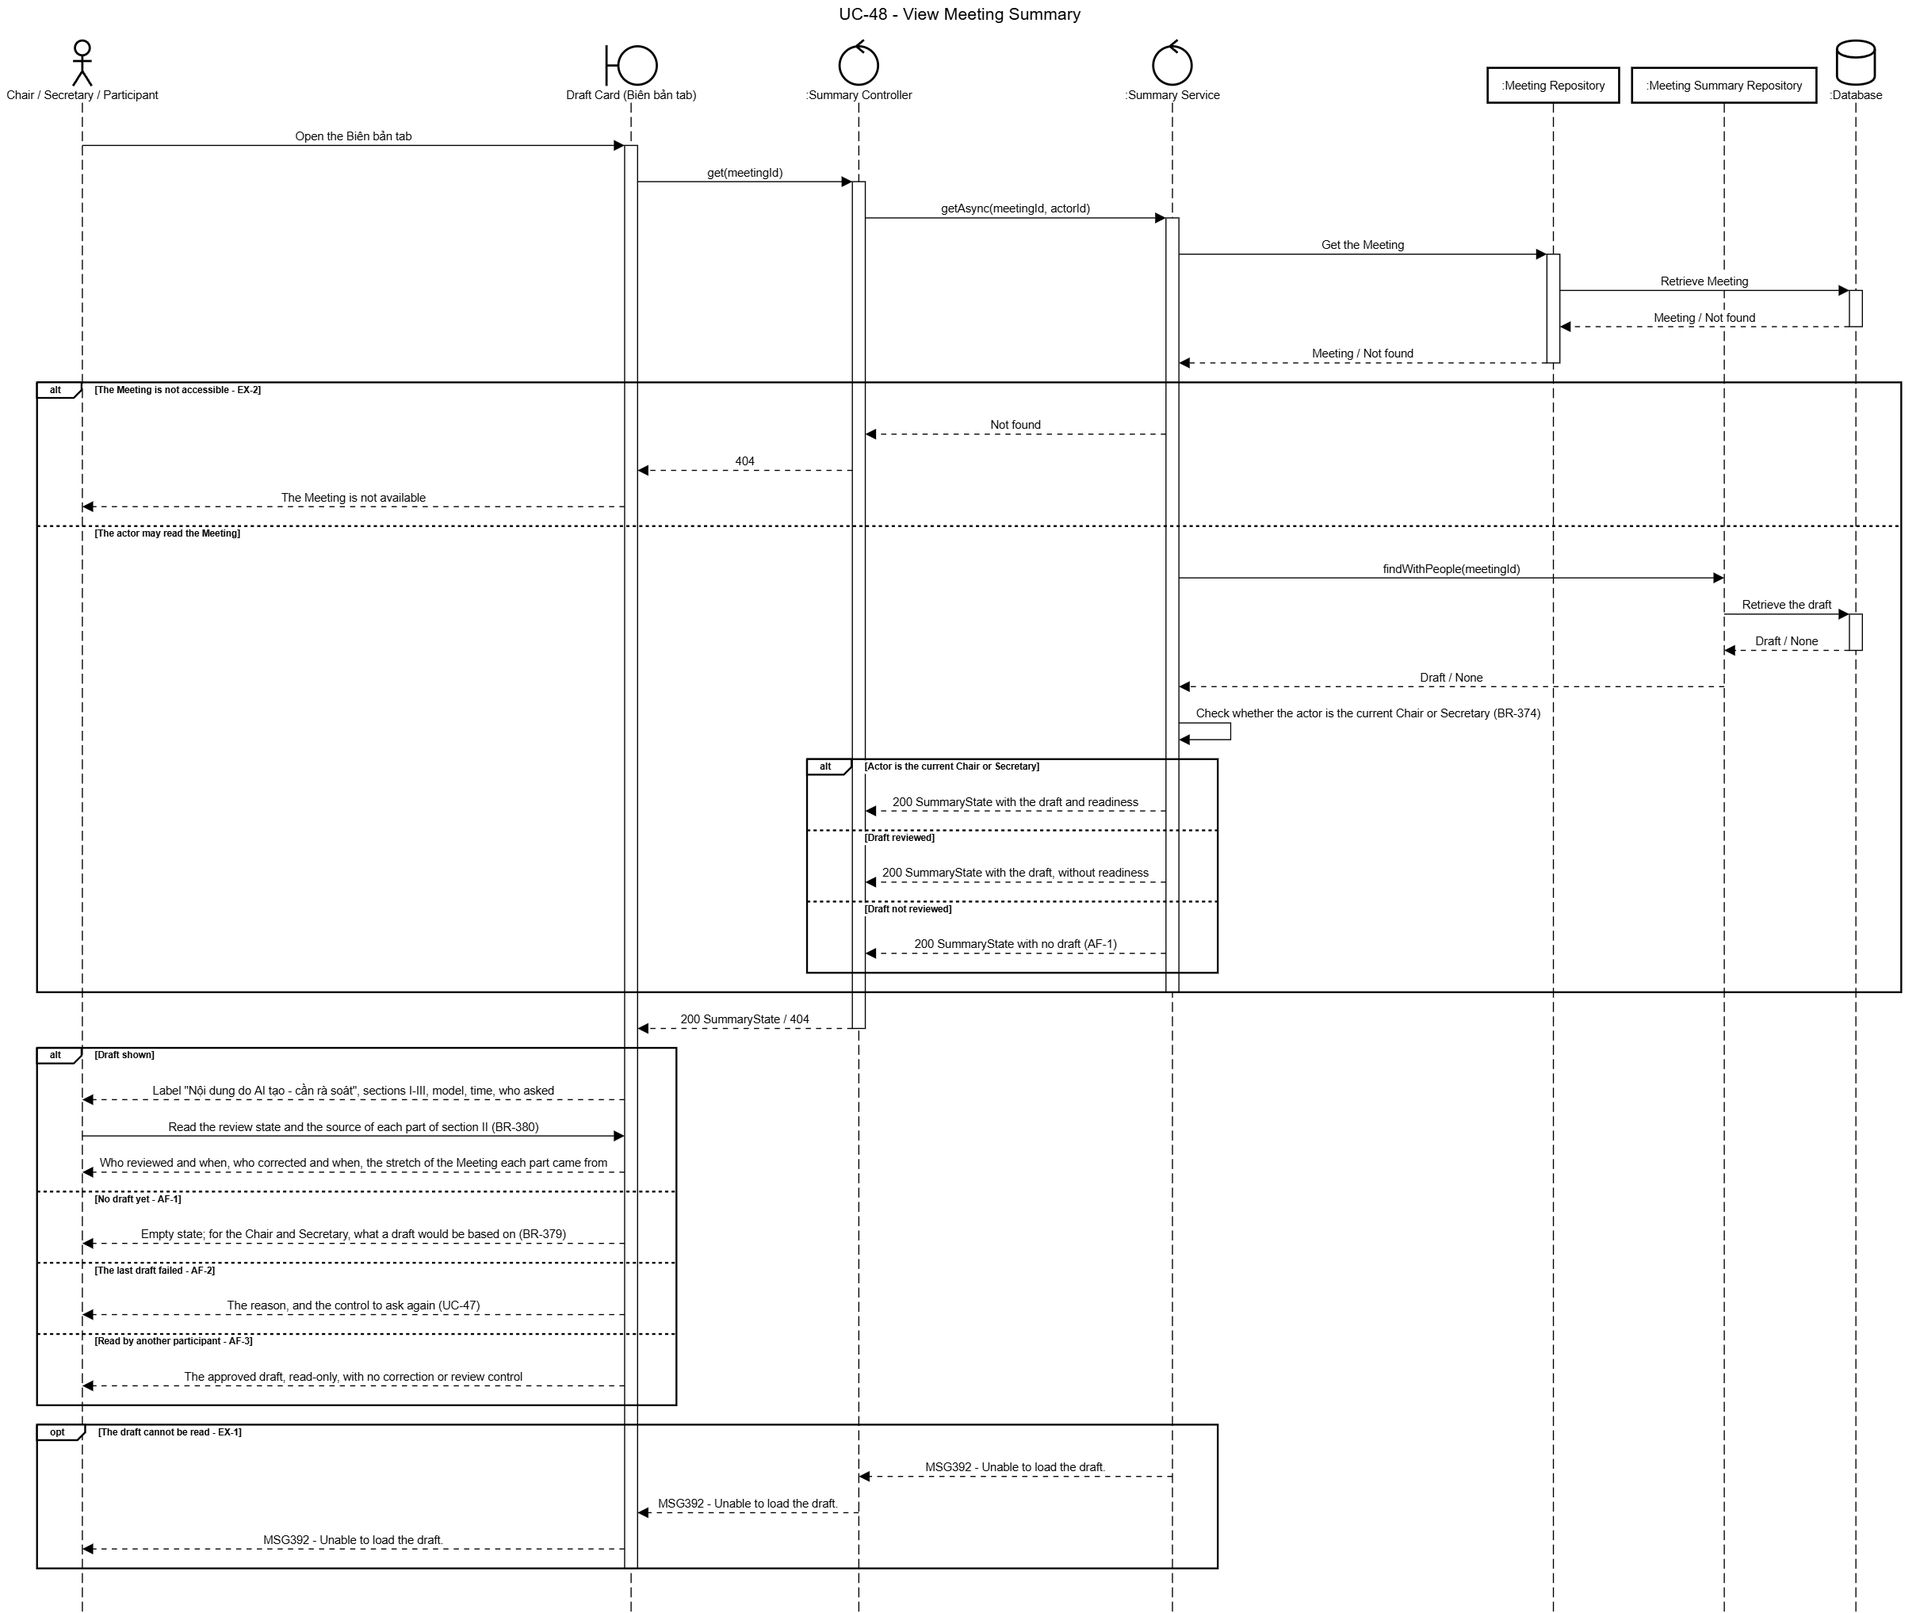 UC-48 - View Meeting Summary
Chair / Secretary / Participant
Draft Card (Biên bản tab)
:Summary Controller
:Summary Service
:Meeting Repository
:Meeting Summary Repository
:Database
Open the Biên bản tab
get(meetingId)
getAsync(meetingId, actorId)
Get the Meeting
Retrieve Meeting
Meeting / Not found
Meeting / Not found
alt [The Meeting is not accessible - EX-2]
Not found
404
The Meeting is not available
[The actor may read the Meeting]
findWithPeople(meetingId)
Retrieve the draft
Draft / None
Draft / None
Check whether the actor is the current Chair or Secretary (BR-374)
alt [Actor is the current Chair or Secretary]
200 SummaryState with the draft and readiness
[Draft reviewed]
200 SummaryState with the draft, without readiness
[Draft not reviewed]
200 SummaryState with no draft (AF-1)
200 SummaryState / 404
alt [Draft shown]
Label "Nội dung do AI tạo - cần rà soát", sections I-III, model, time, who asked
Read the review state and the source of each part of section II (BR-380)
Who reviewed and when, who corrected and when, the stretch of the Meeting each part came from
[No draft yet - AF-1]
Empty state; for the Chair and Secretary, what a draft would be based on (BR-379)
[The last draft failed - AF-2]
The reason, and the control to ask again (UC-47)
[Read by another participant - AF-3]
The approved draft, read-only, with no correction or review control
opt [The draft cannot be read - EX-1]
MSG392 - Unable to load the draft.
MSG392 - Unable to load the draft.
MSG392 - Unable to load the draft.